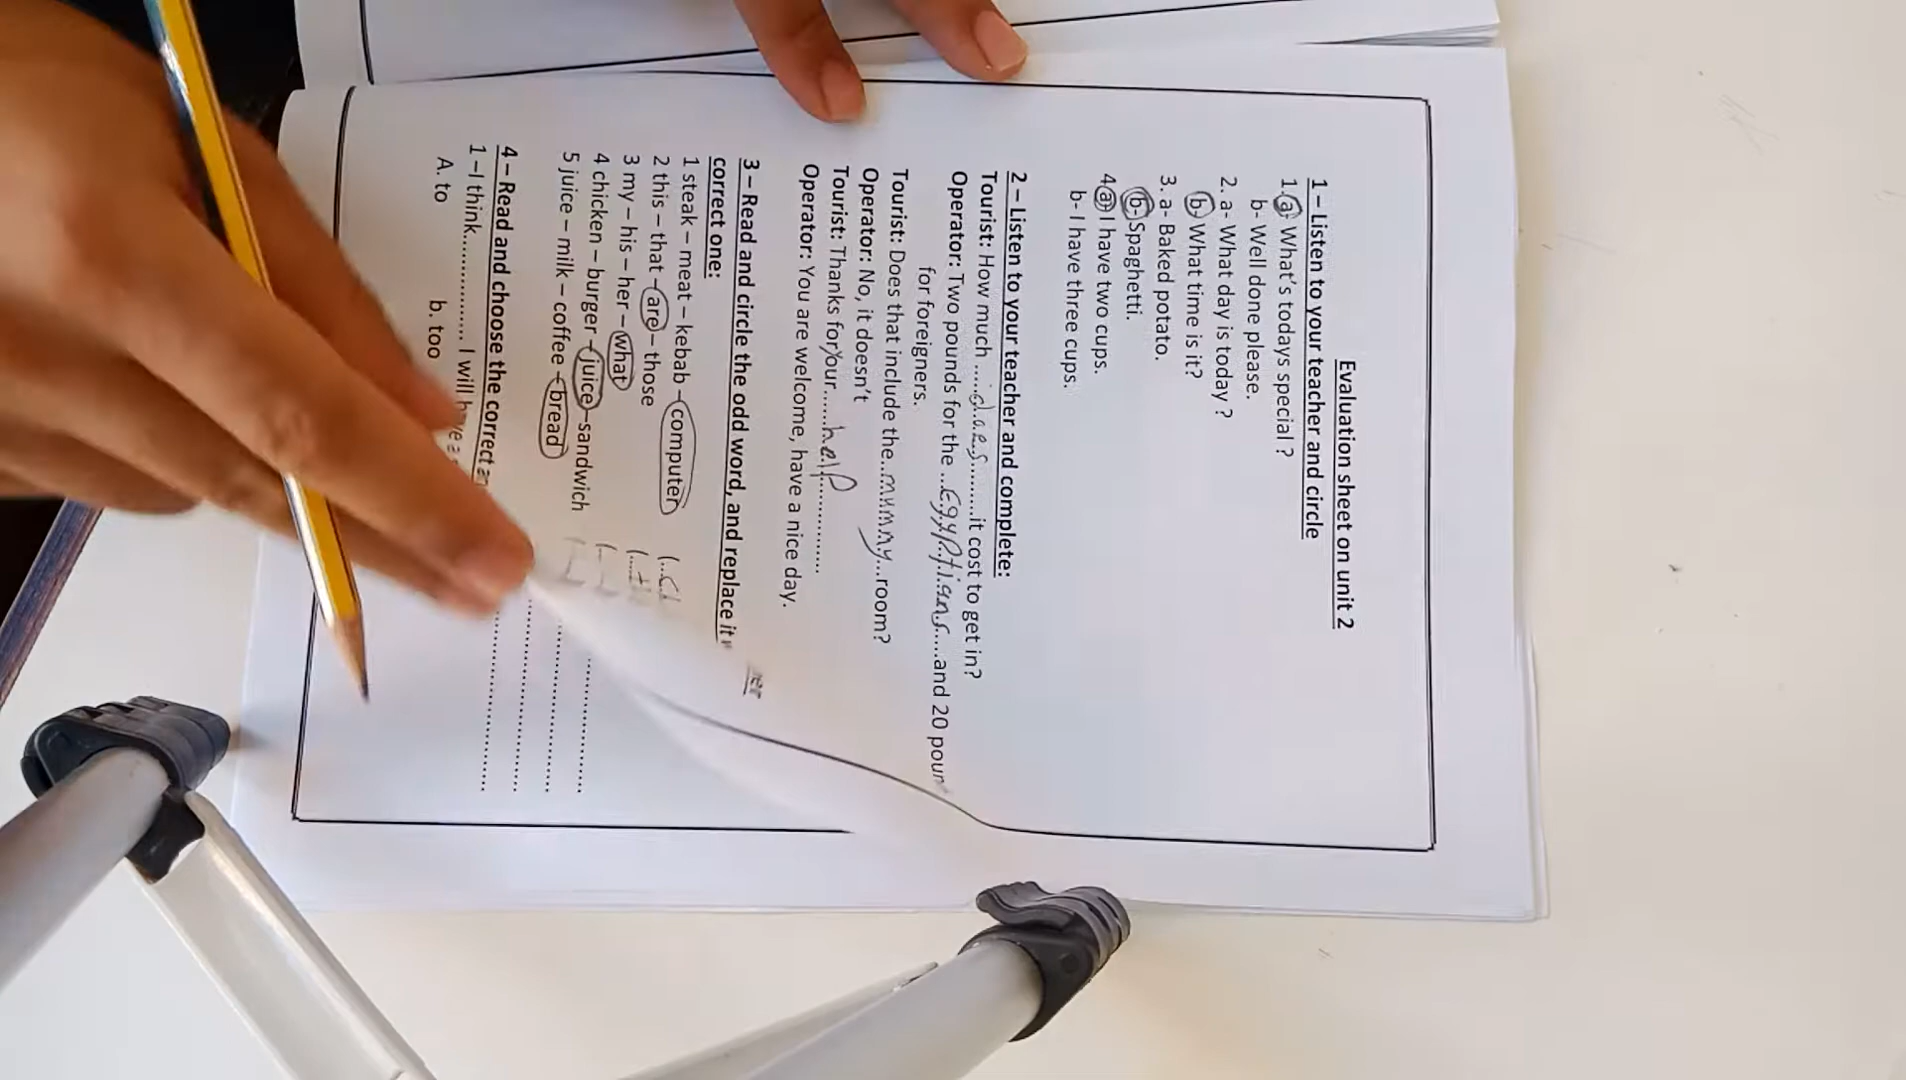 Evaluation sheet on unit 2
1 – Listen to your teacher and circle
1. a- What's todays special ?
b- Well done please.
2. a- What day is today ?
b. What time is it?
3. a- Baked potato.
b- Spaghetti.
4. a- I have two cups.
b- I have three cups.
2 – Listen to your teacher and complete:
Tourist: How much ......does..........it cost to get in?
Operator: Two pounds for the ...Egyptians.....and 20
for foreigners.
Tourist: Does that include the...mummy...room?
Operator: No, it doesn't
Tourist: Thanks for your......help..............
Operator: You are welcome, have a nice day.
3 – Read and circle the odd word, and replace it
correct one:
1 steak – meat – kebab – computer
2 this – that – are – those
3 my – his – her – what
4 chicken – burger – juice – sandwich
5 juice – milk – coffee – bread
4 – Read and choose the correct
1 – I think................ I will have a
A. to b. too